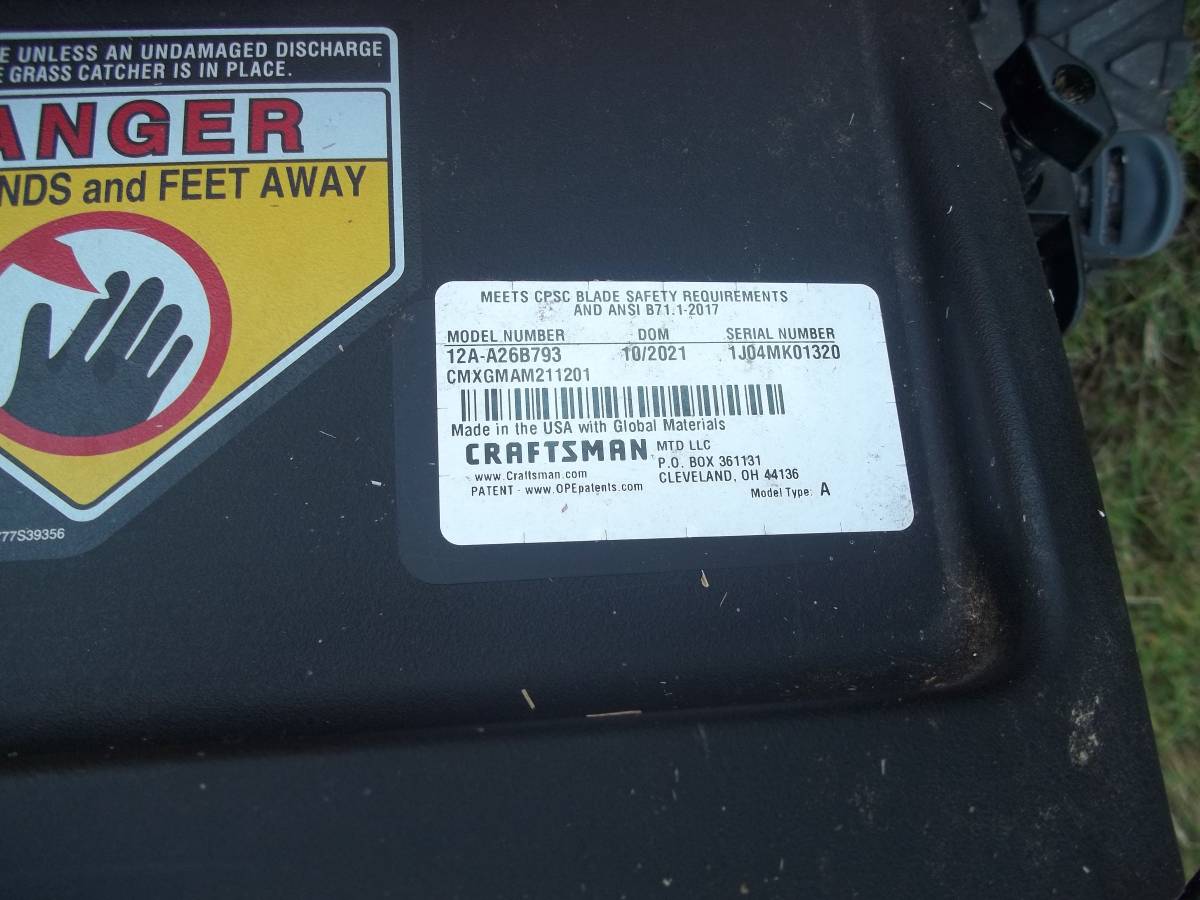 E UNLESS AN UNDAMAGED DISCHARGE
E GRASS CATCHER IS IN PLACE.
ANGER
NDS and FEET AWAY
777S39356
MEETS CPSC BLADE SAFETY REQUIREMENTS
AND ANSI B71.1-2017
MODEL NUMBER DOM SERIAL NUMBER
12A-A26B793 10/2021 1J04MK01320
CMXGMAM211201
Made in the USA with Global Materials
CRAFTSMAN MTD LLC
P.O. BOX 361131
www.Craftsman.com CLEVELAND, OH 44136
PATENT - www.OPEpatents.com Model Type: A